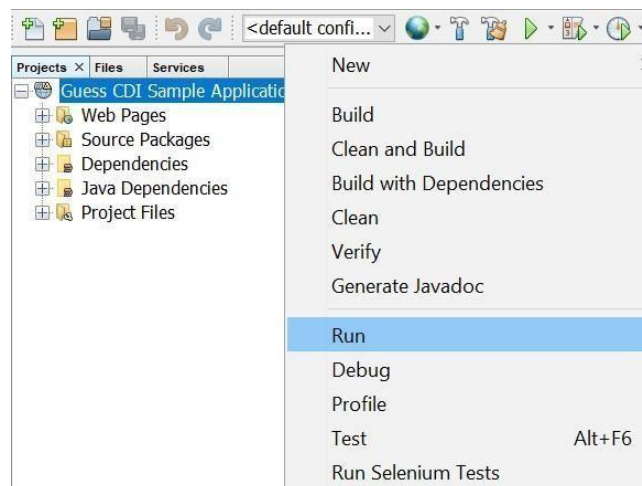 <default confi...
Projects × Files Services
Guess CDI Sample Applicatio
Web Pages
Source Packages
Dependencies
Java Dependencies
Project Files
New
Build
Clean and Build
Build with Dependencies
Clean
Verify
Generate Javadoc
Run
Debug
Profile
Test Alt+F6
Run Selenium Tests